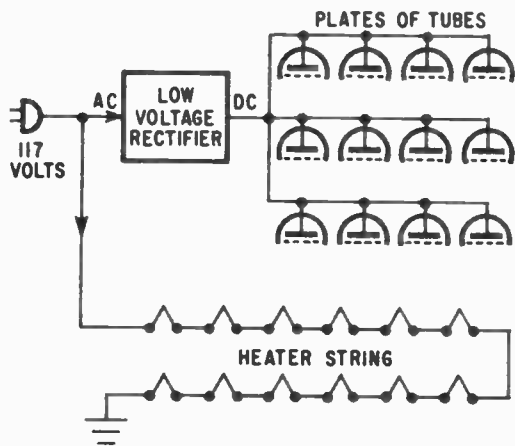 PLATES OF TUBES
AC
LOW
VOLTAGE
RECTIFIER
DC
117
VOLTS
HEATER STRING